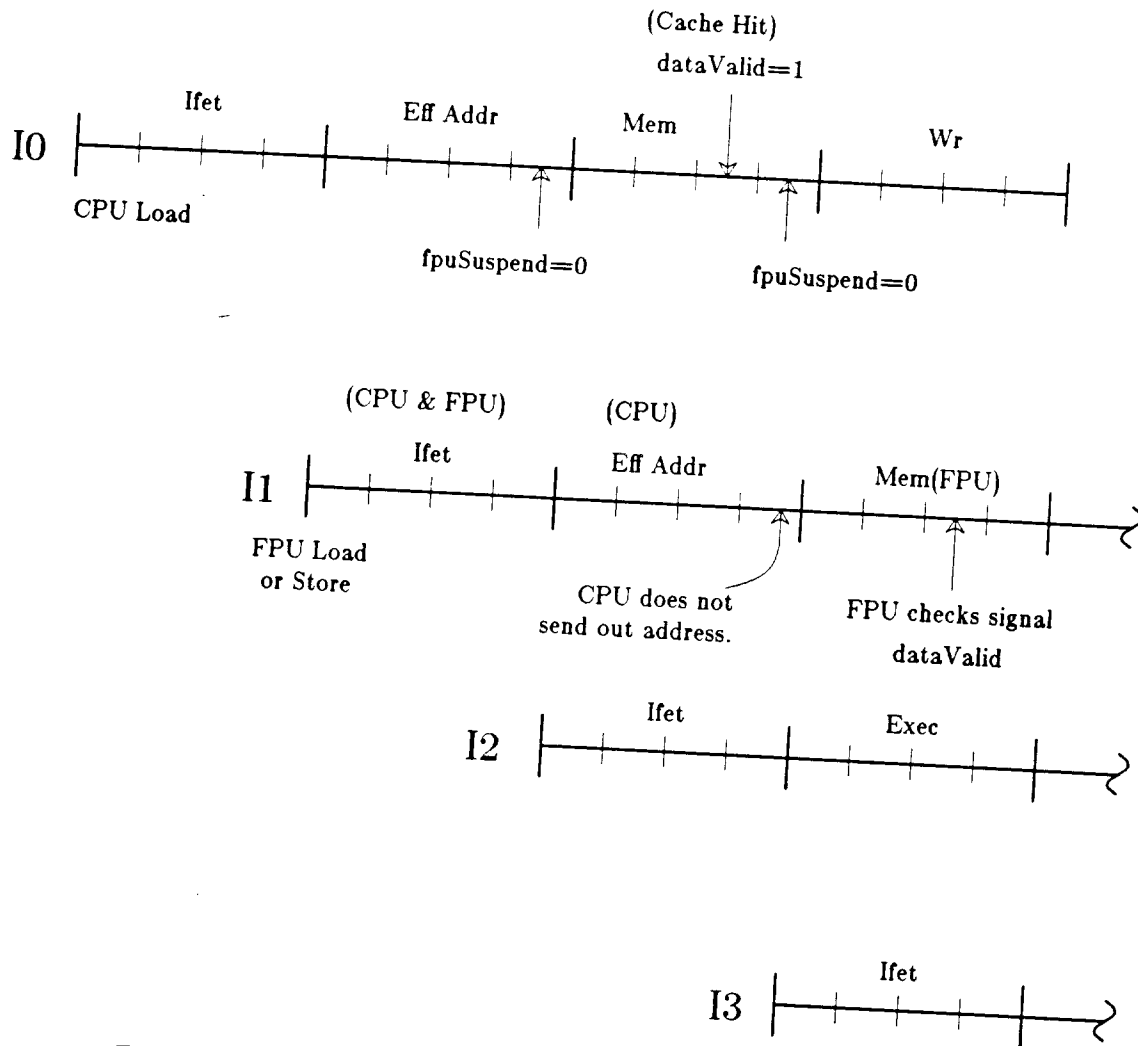 (Cache Hit)
dataValid=1
Ifet
Eff Addr
Mem
Wr
I0
CPU Load
fpuSuspend=0
fpuSuspend=0
(CPU & FPU)
(CPU)
Ifet
Eff Addr
Mem(FPU)
I1
FPU Load
or Store
CPU does not
send out address.
FPU checks signal
dataValid
Ifet
Exec
I2
Ifet
I3